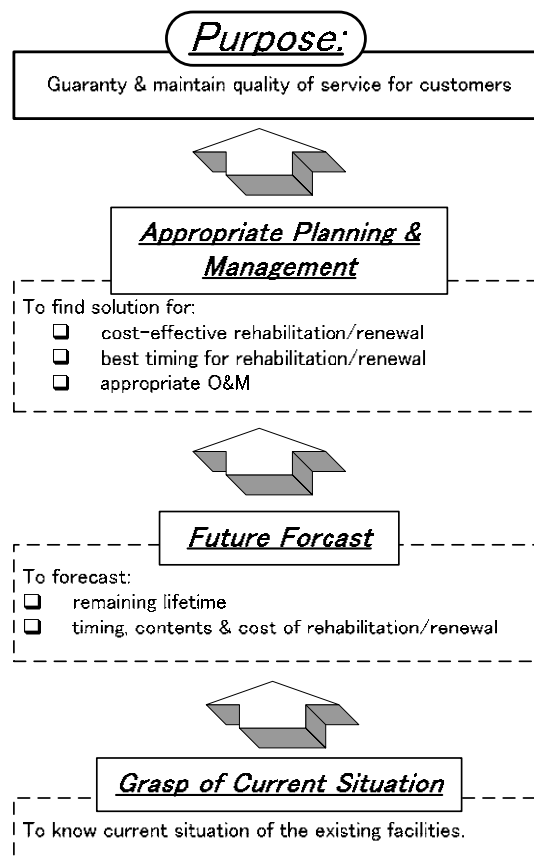 Purpose:
Guaranty & maintain quality of service for customers
Appropriate Planning &
Management
To find solution for:
❑ cost-effective rehabilitation/renewal
❑ best timing for rehabilitation/renewal
❑ appropriate O&M
Future Forcast
To forecast:
❑ remaining lifetime
❑ timing, contents & cost of rehabilitation/renewal
Grasp of Current Situation
To know current situation of the existing facilities.